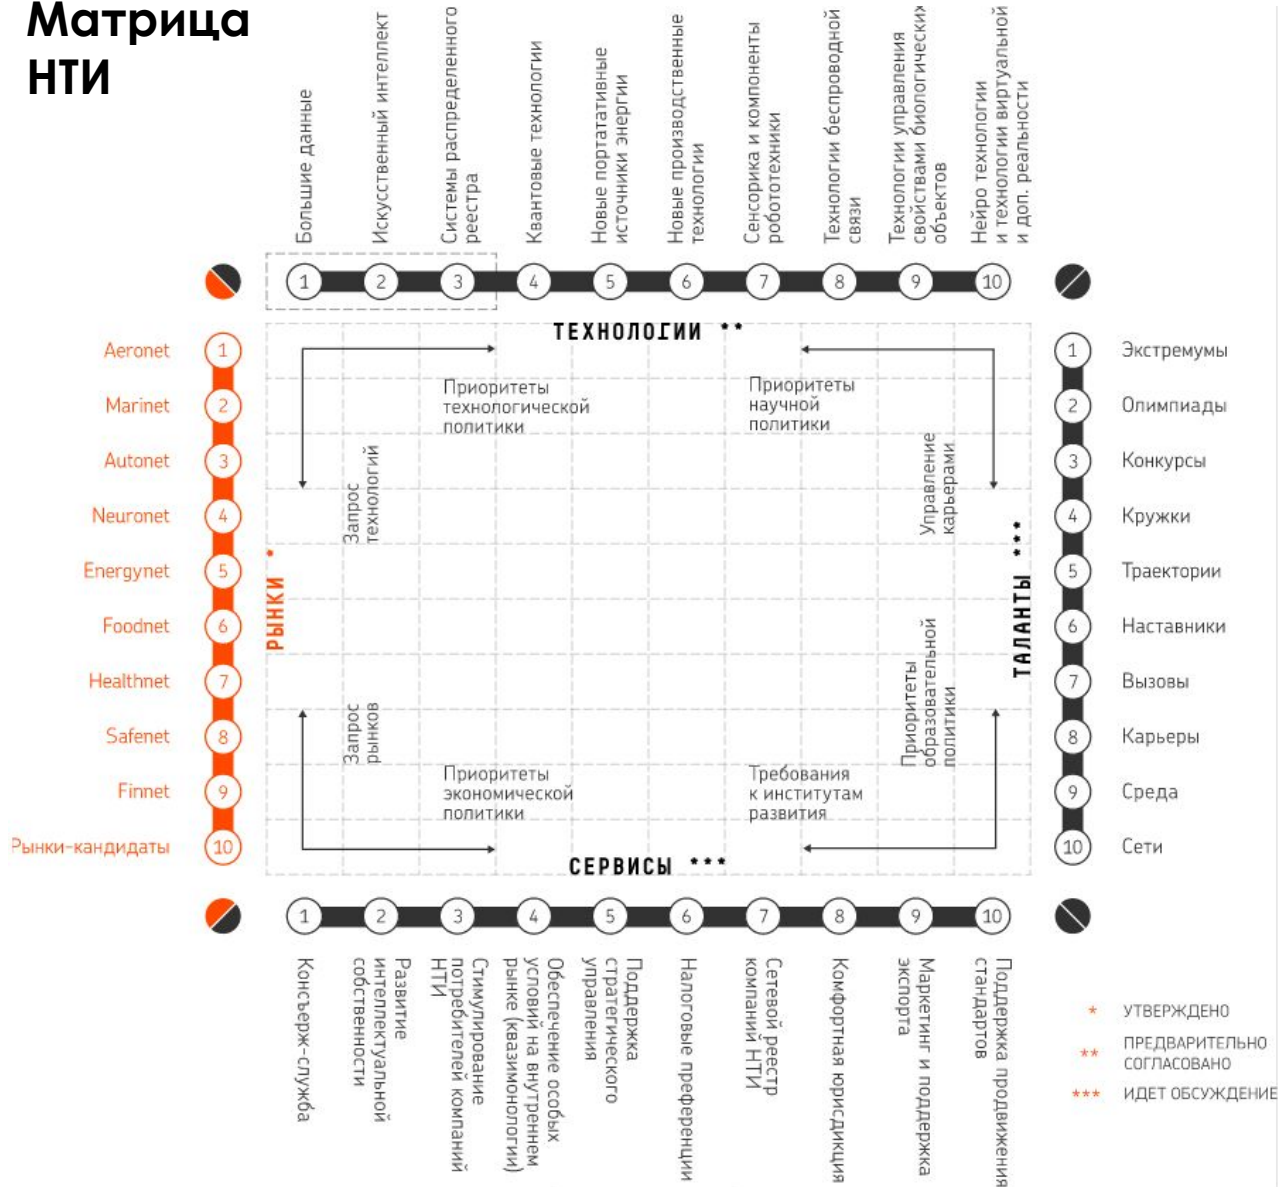 Матрица
НТИ
Большие данные
Искусственный интеллект
Системы распределенного
реестра
Квантовые технологии
Новые портатативные
источники энергии
Новые производственные
технологии
Сенсорика и компоненты
робототехники
Технологии беспроводной
связи
Технологии управления
свойствами биологических
объектов
Нейро технологии
и технологии виртуальной
и доп. реальности
1 2 3 4 5 6 7 8 9 10
ТЕХНОЛОГИИ **
Aeronet 1
Marinet 2
Autonet 3
Neuronet 4
Energynet 5
Foodnet 6
Healthnet 7
Safenet 8
Finnet 9
Рынки-кандидаты 10
РЫНКИ *
Приоритеты
технологической
политики
Приоритеты
научной
политики
Запрос
технологий
Управление
карьерами
Запрос
рынков
Приоритеты
образовательной
политики
Приоритеты
экономической
политики
Требования
к институтам
развития
ТАЛАНТЫ ***
1 Экстремумы
2 Олимпиады
3 Конкурсы
4 Кружки
5 Траектории
6 Наставники
7 Вызовы
8 Карьеры
9 Среда
10 Сети
СЕРВИСЫ ***
1 2 3 4 5 6 7 8 9 10
Консьерж-служба
Развитие
интеллектуальной
собственности
Стимулирование
потребителей компаний
НТИ
Обеспечение особых
условий на внутреннем
рынке (квазимонологии)
Поддержка
стратегического
управления
Налоговые преференции
Сетевой реестр
компаний НТИ
Комфортная юрисдикция
Маркетинг и поддержка
экспорта
Поддержка продвижения
стандартов
* УТВЕРЖДЕНО
** ПРЕДВАРИТЕЛЬНО
СОГЛАСОВАНО
*** ИДЕТ ОБСУЖДЕНИЕ